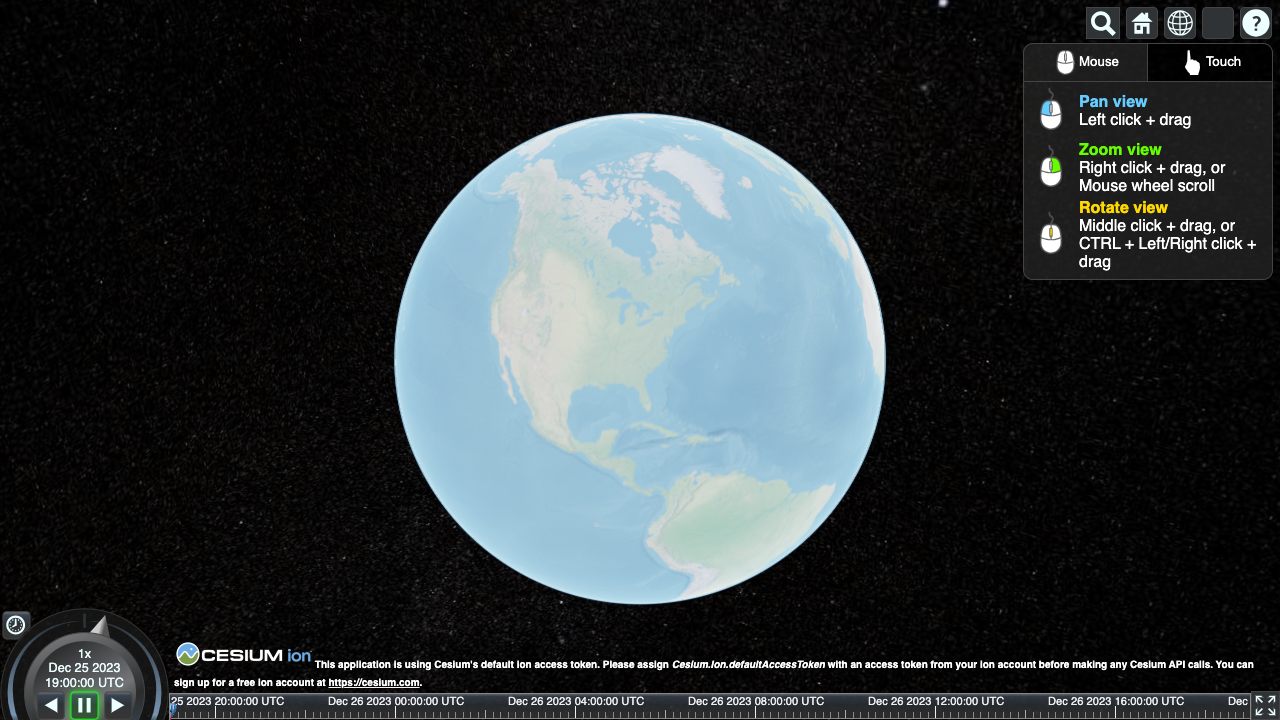 ?
Mouse
Touch
Pan view
Left click + drag
Zoom view
Right click + drag, or
Mouse wheel scroll
Rotate view
Middle click + drag, or
CTRL + Left/Right click +
drag
1x
Dec 25 2023
19:00:00 UTC
CESIUM ion This application is using Cesium's default ion access token. Please assign Cesium.Ion.defaultAccessToken with an access token from your ion account before making any Cesium API calls. You can
sign up for a free ion account at https://cesium.com.
25 2023 20:00:00 UTC Dec 26 2023 00:00:00 UTC Dec 26 2023 04:00:00 UTC Dec 26 2023 08:00:00 UTC Dec 26 2023 12:00:00 UTC Dec 26 2023 16:00:00 UTC Dec